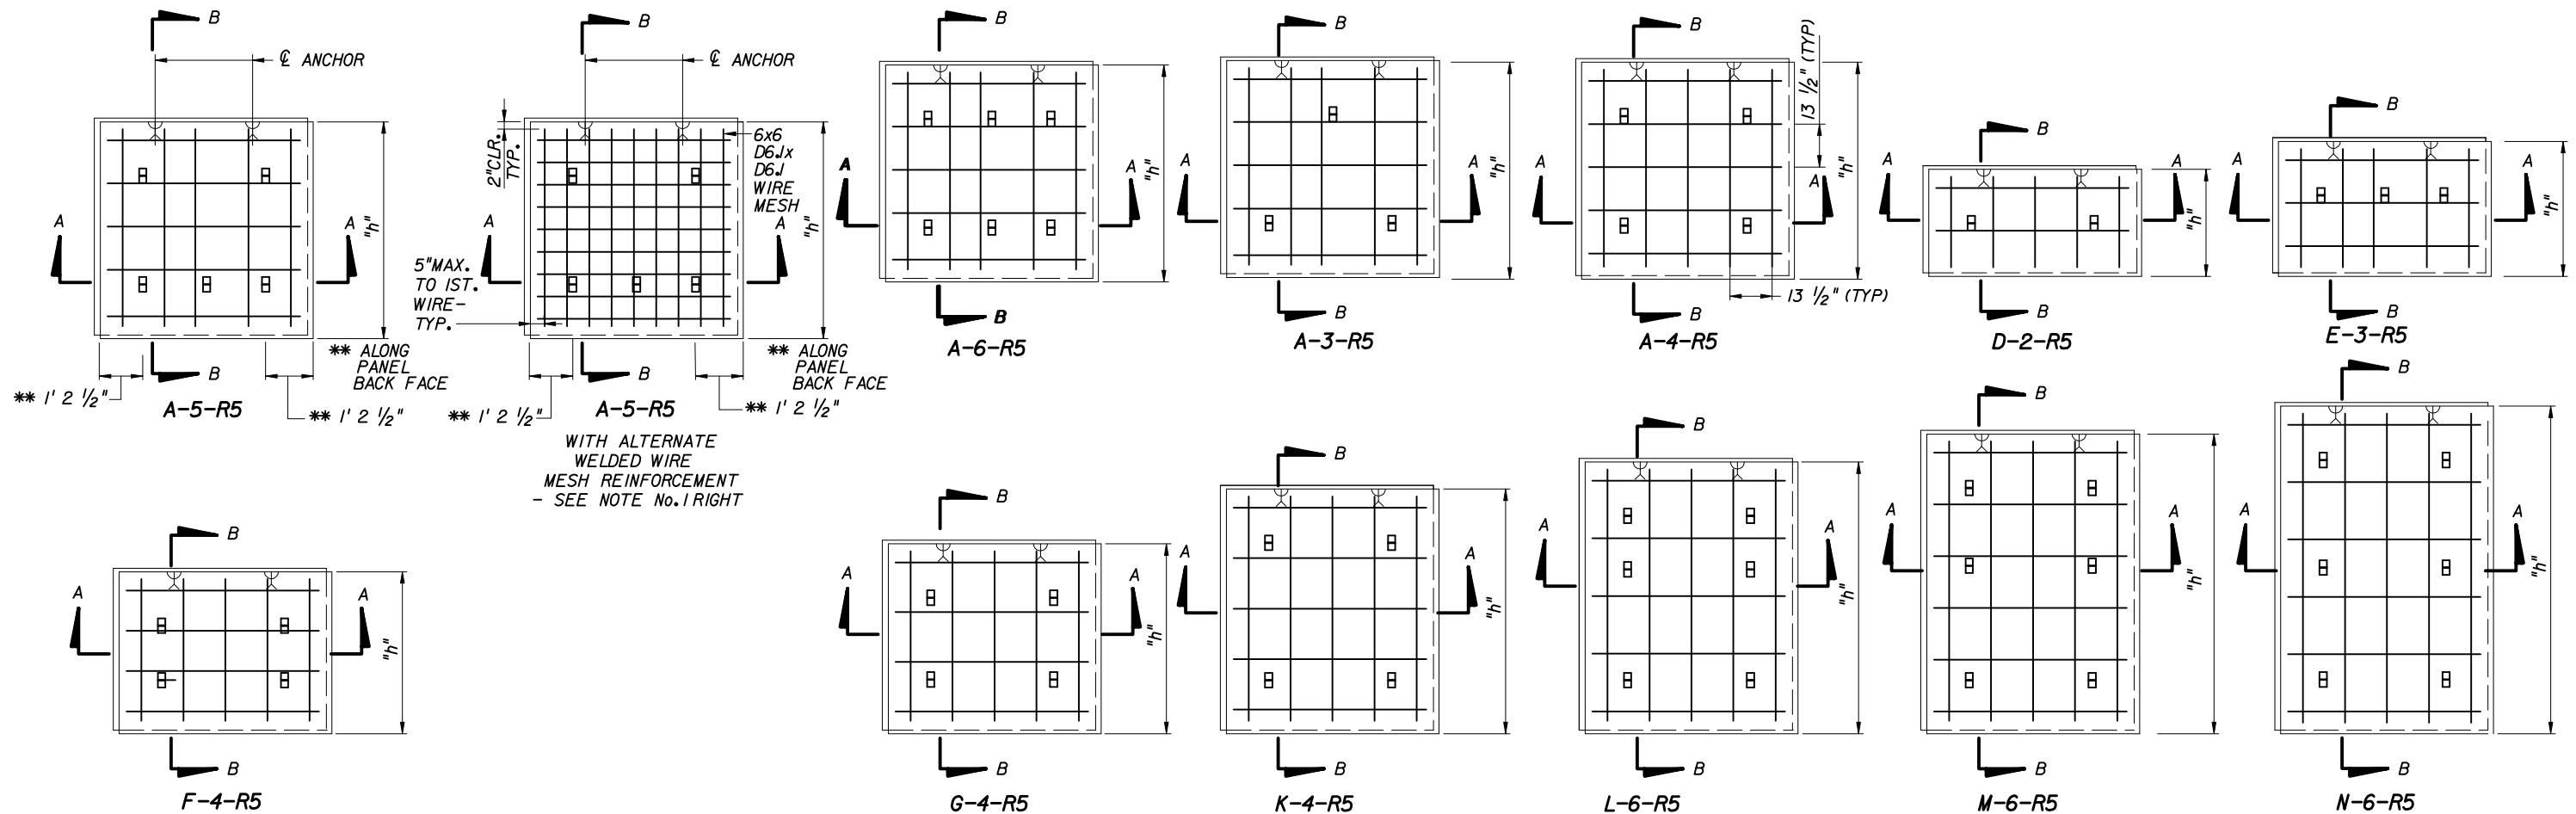 B
℄ ANCHOR
A
A
"h"
B
** ALONG
PANEL
BACK FACE
** 1' 2 ½"
** 1' 2 ½"
A-5-R5
B
℄ ANCHOR
2"CLR.
TYP.
6x6
D6.1x
D6.1
WIRE
MESH
A
A
"h"
5"MAX.
TO 1ST.
WIRE-
TYP.
B
** ALONG
PANEL
BACK FACE
** 1' 2 ½"
** 1' 2 ½"
A-5-R5
WITH ALTERNATE
WELDED WIRE
MESH REINFORCEMENT
- SEE NOTE No.1 RIGHT
B
A
A
"h"
B
A-6-R5
B
A
A
"h"
B
A-3-R5
B
13 ½" (TYP)
A
A
"h"
13 ½" (TYP)
B
A-4-R5
B
A
A
"h"
B
D-2-R5
B
A
A
"h"
B
E-3-R5
B
A
A
"h"
B
F-4-R5
B
A
A
"h"
B
G-4-R5
B
A
A
"h"
B
K-4-R5
B
A
A
"h"
B
L-6-R5
B
A
A
"h"
B
M-6-R5
B
A
A
"h"
B
N-6-R5